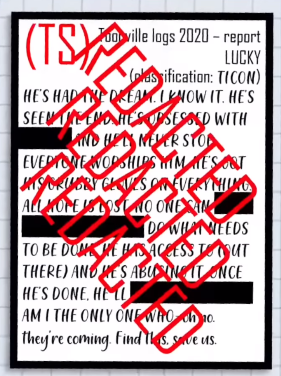 (TS) Toonville logs 2020 – report
LUCKY
(classification: TICON)
HE'S HAD THE DREAM. I KNOW IT. HE'S
SEEN THE END. HE'S OBSESSED WITH
AND HE'LL NEVER STOP.
EVERYONE WORSHIPS HIM. HE'S GOT
HIS GRUBBY GLOVES ON EVERYTHING.
ALL HOPE IS LOST. NO ONE CAN
DO WHAT NEEDS
TO BE DONE. HE HAS ACCESS TO (OUT
THERE) AND HE'S ABUSING IT. ONCE
HE'S DONE, HE'LL
AM I THE ONLY ONE WHO- oh no.
they're coming. Find this. save us.
REDACTED
REDACTED
REDACTED